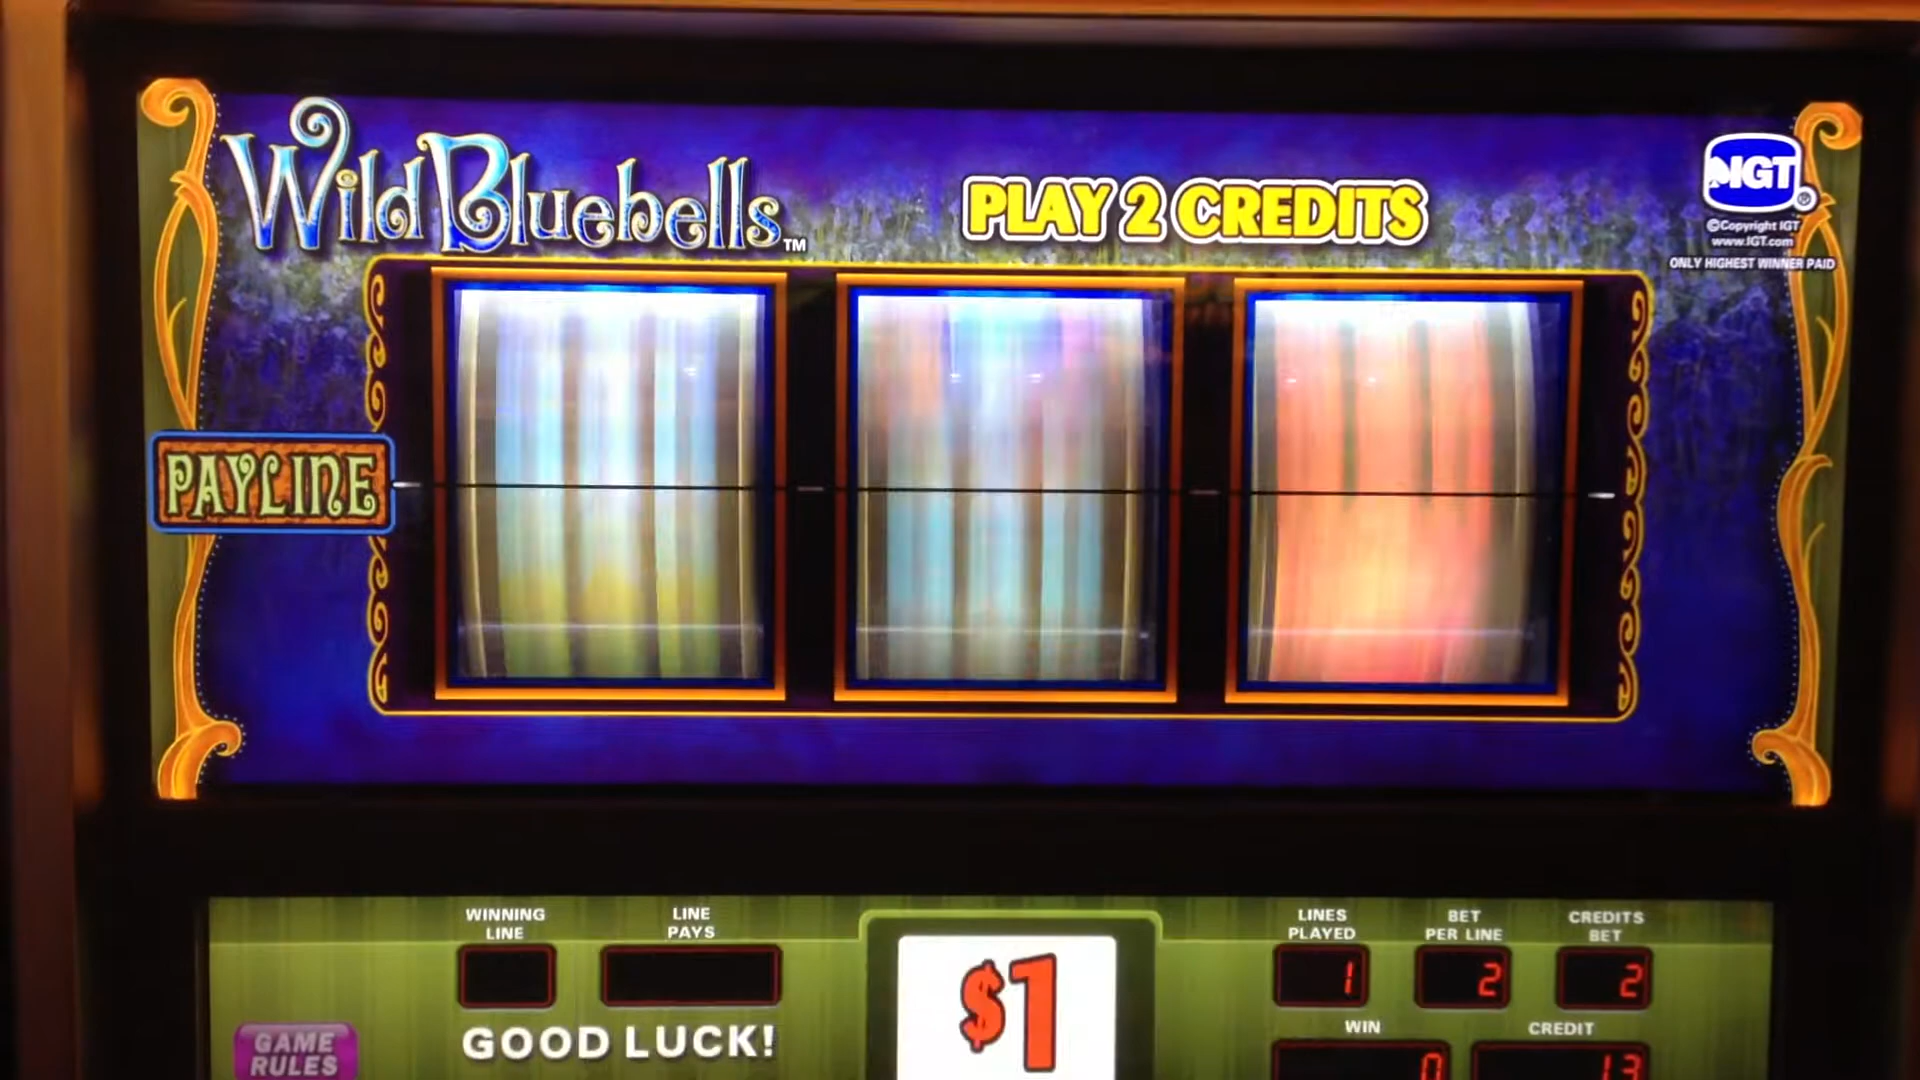 Wild Bluebells™
PLAY 2 CREDITS
IGT
®
©Copyright IGT
www.IGT.com
ONLY HIGHEST WINNER PAID
PAYLINE
WINNING
LINE
LINE
PAYS
$1
LINES
PLAYED
BET
PER LINE
CREDITS
BET
1
2
2
GAME
RULES
GOOD LUCK!
WIN
CREDIT
0
13